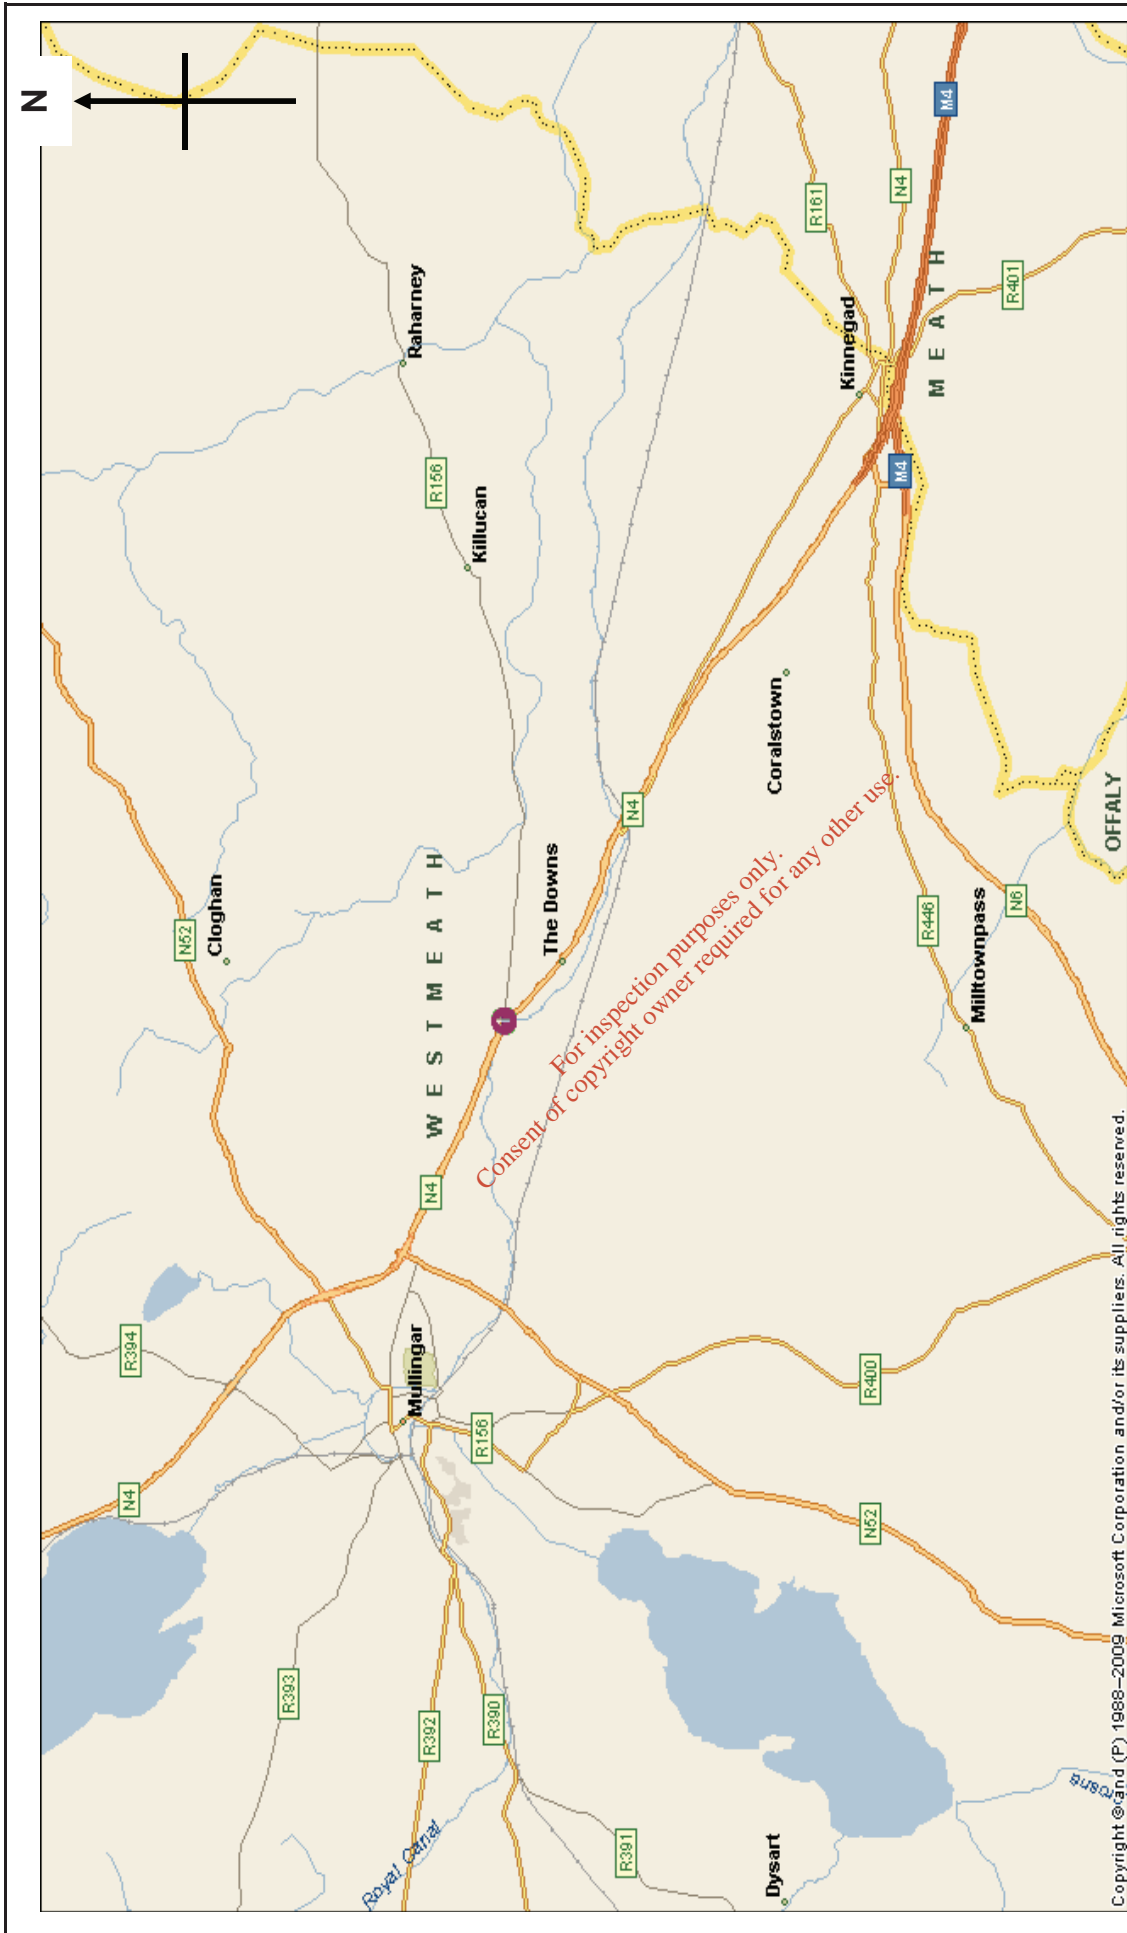 N
N52
Cloghan
R394
N4
R393
Raharney
R156
Killucan
W E S T M E A T H
The Downs
1
N4
N4
Mullingar
R156
R392
R390
Royal Canal
R391
Dysart
R161
N4
M4
Kinnegad
M E A T H
R401
M4
Coralstown
R446
Miltownpass
N6
OFFALY
R400
N52
For inspection purposes only.
Consent of copyright owner required for any other use.
Copyright © and (P) 1988–2009 Microsoft Corporation and/or its suppliers. All rights reserved.